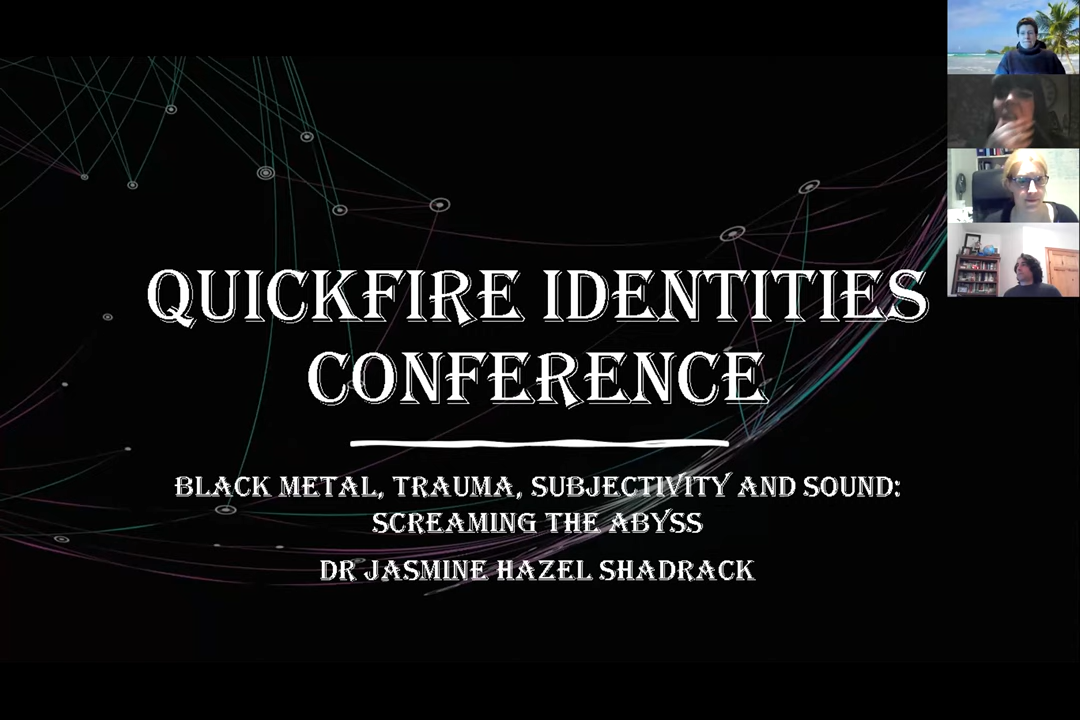 QUICKFIRE IDENTITIES
CONFERENCE
BLACK METAL, TRAUMA, SUBJECTIVITY AND SOUND:
SCREAMING THE ABYSS
DR JASMINE HAZEL SHADRACK